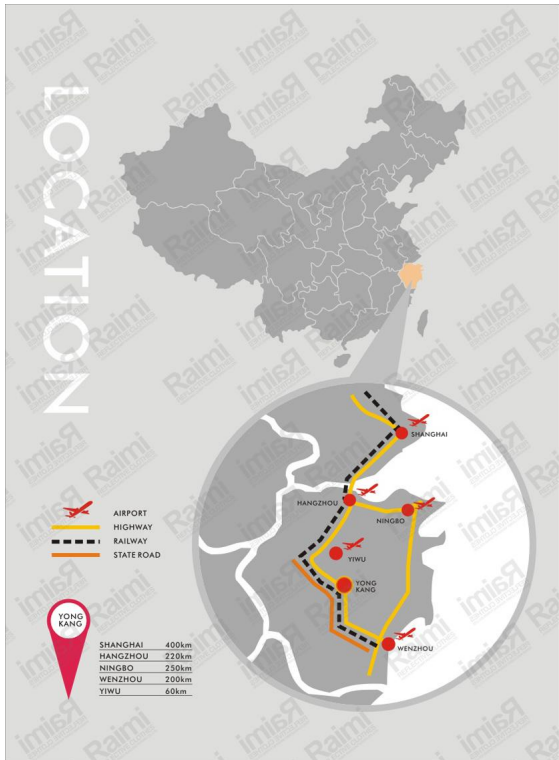 LOCATION
SHANGHAI
HANGZHOU
NINGBO
YIWU
YONG
KANG
WENZHOU
AIRPORT
HIGHWAY
RAILWAY
STATE ROAD
YONG
KANG
SHANGHAI 400km
HANGZHOU 220km
NINGBO 250km
WENZHOU 200km
YIWU 60km
Raimi